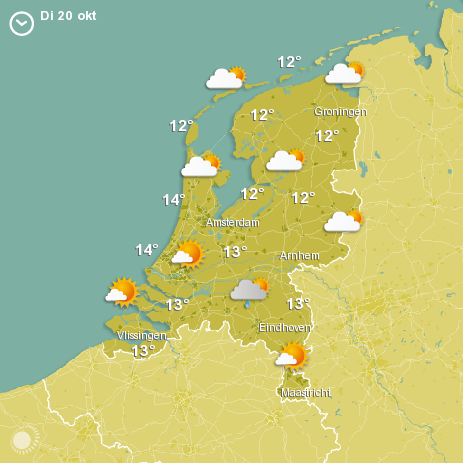 Di 20 okt
12°
12°
12°
Groningen
12°
12°
12°
14°
Amsterdam
14°
13°
Arnhem
13°
13°
Eindhoven
Vlissingen
13°
Maastricht